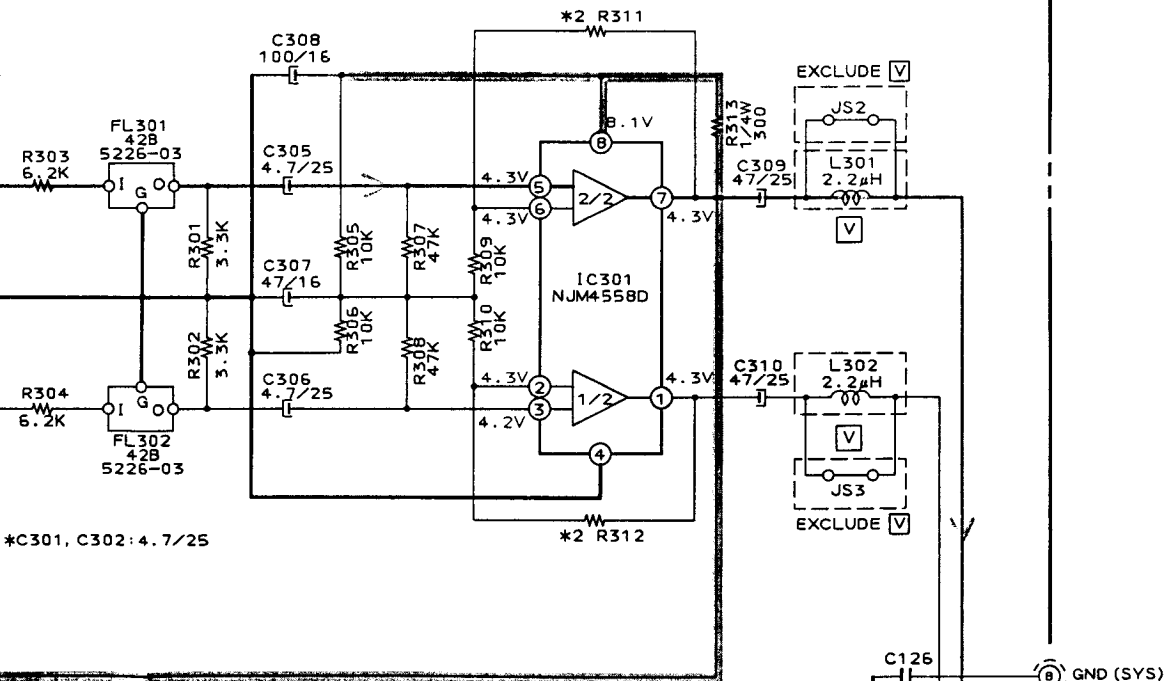 *2 R311
C308
100/16
EXCLUDE V
JS2
8.1V
R313
1/4W
300
8
FL301
42B
5226-03
R303
6.2K
C305
4.7/25
C309
47/25
L301
2.2μH
I G O
4.3V 5
4.3V 6
2/2
7
4.3V
V
R301
3.3K
R305
10K
R307
47K
R309
10K
C307
47/16
IC301
NJM4558D
R302
3.3K
R306
10K
R308
47K
R310
10K
R304
6.2K
I G O
C306
4.7/25
4.3V 2
4.2V 3
1/2
1
4.3V
C310
47/25
L302
2.2μH
V
FL302
42B
5226-03
4
JS3
EXCLUDE V
*2 R312
*C301, C302:4.7/25
C126
8 GND (SYS)